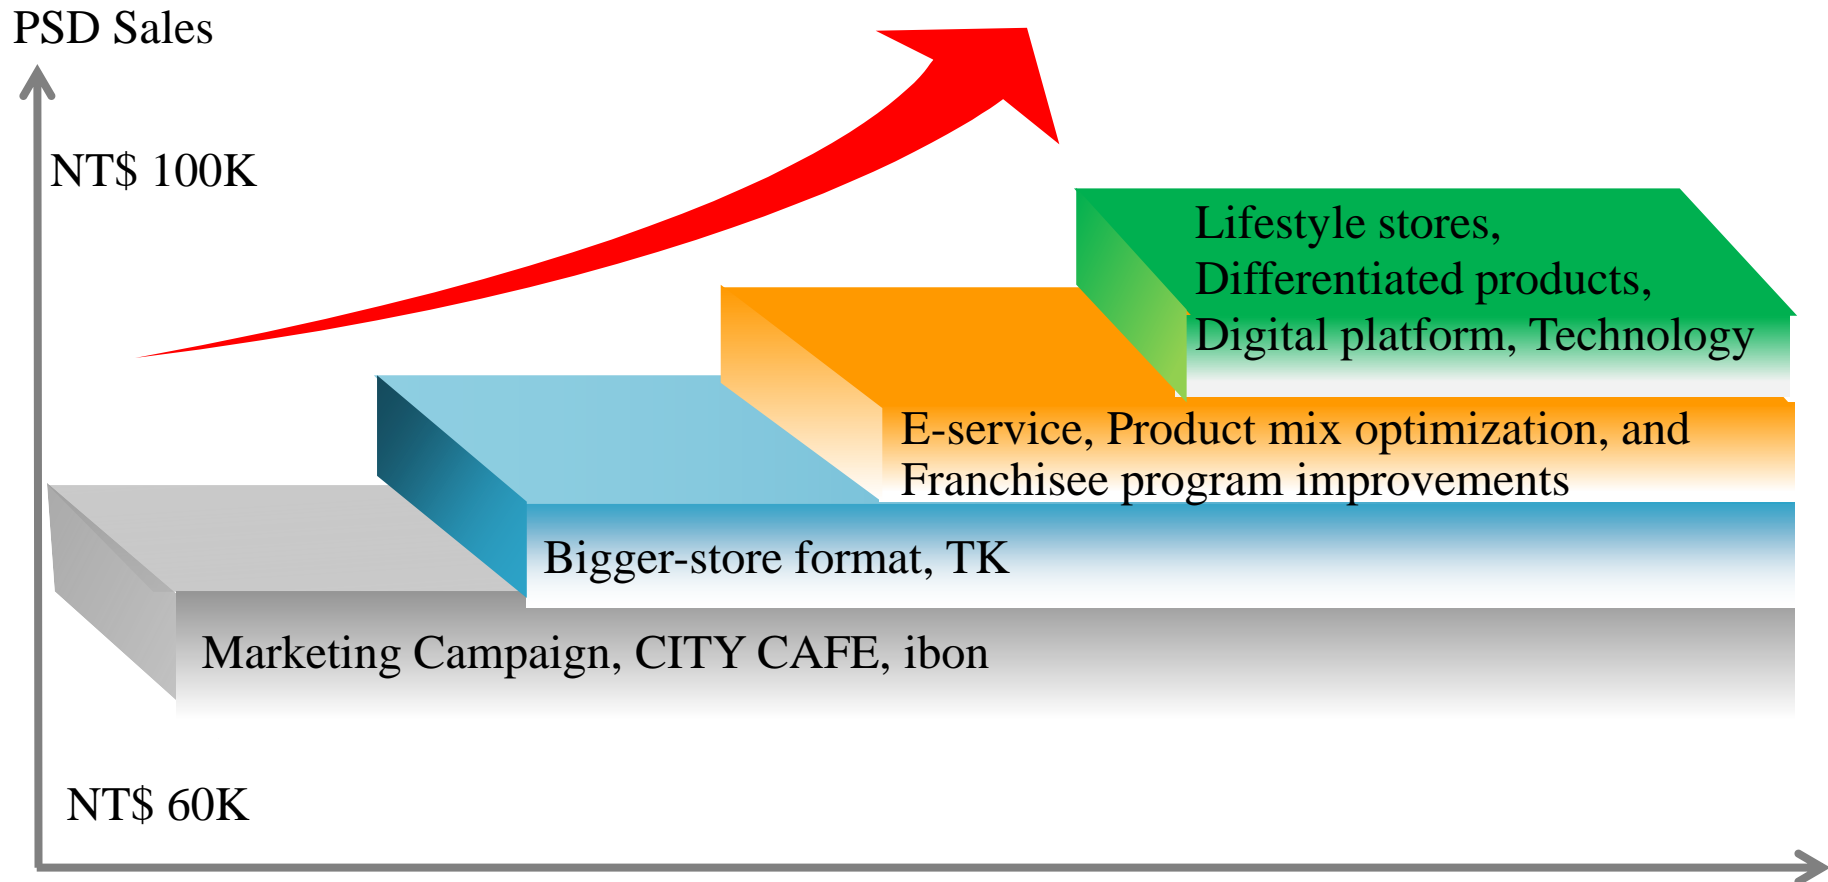 PSD Sales
NT$ 100K
Lifestyle stores,
Differentiated products,
Digital platform, Technology
E-service, Product mix optimization, and
Franchisee program improvements
Bigger-store format, TK
Marketing Campaign, CITY CAFE, ibon
NT$ 60K